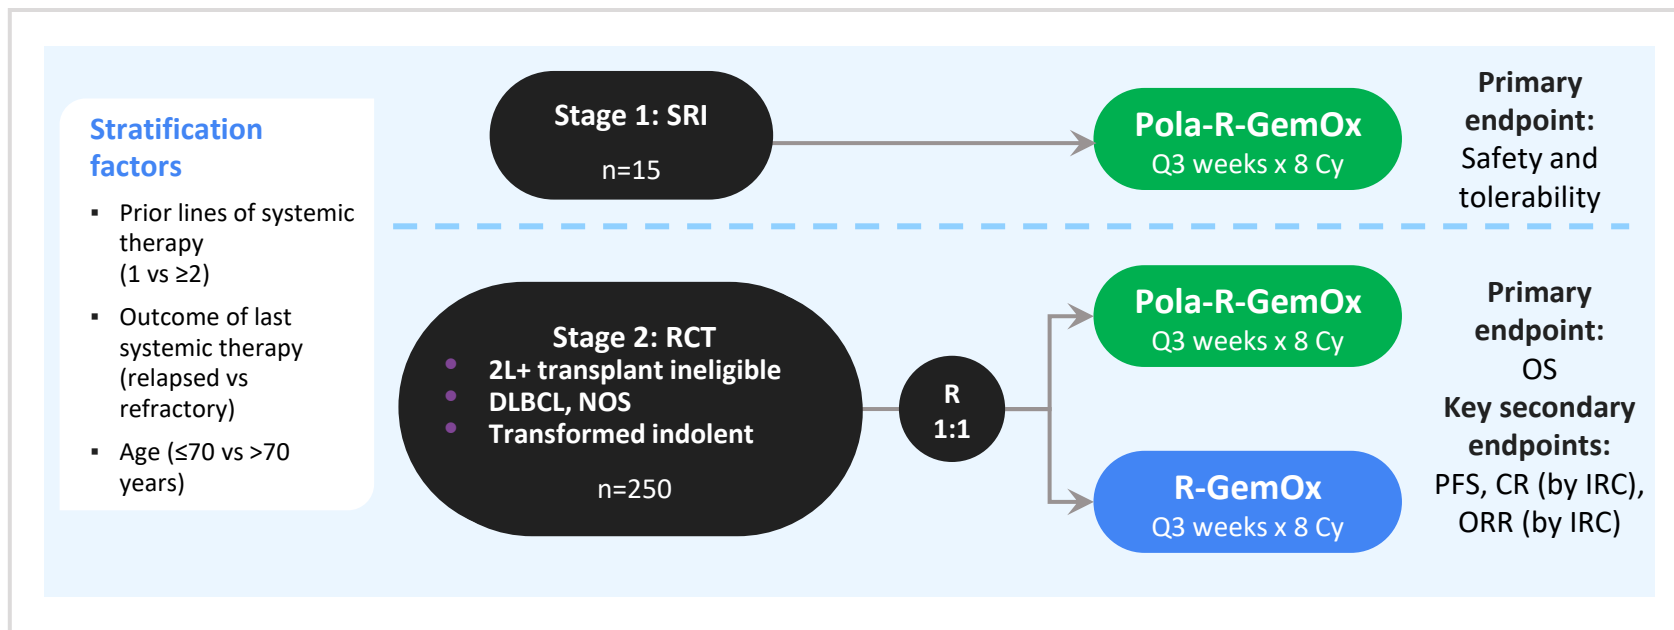 Stratification
factors
▪ Prior lines of systemic
therapy
(1 vs ≥2)
▪ Outcome of last
systemic therapy
(relapsed vs
refractory)
▪ Age (≤70 vs >70
years)
Stage 1: SRI
n=15
Pola-R-GemOx
Q3 weeks x 8 Cy
Primary
endpoint:
Safety and
tolerability
Stage 2: RCT
• 2L+ transplant ineligible
• DLBCL, NOS
• Transformed indolent
n=250
R
1:1
Pola-R-GemOx
Q3 weeks x 8 Cy
R-GemOx
Q3 weeks x 8 Cy
Primary
endpoint:
OS
Key secondary
endpoints:
PFS, CR (by IRC),
ORR (by IRC)